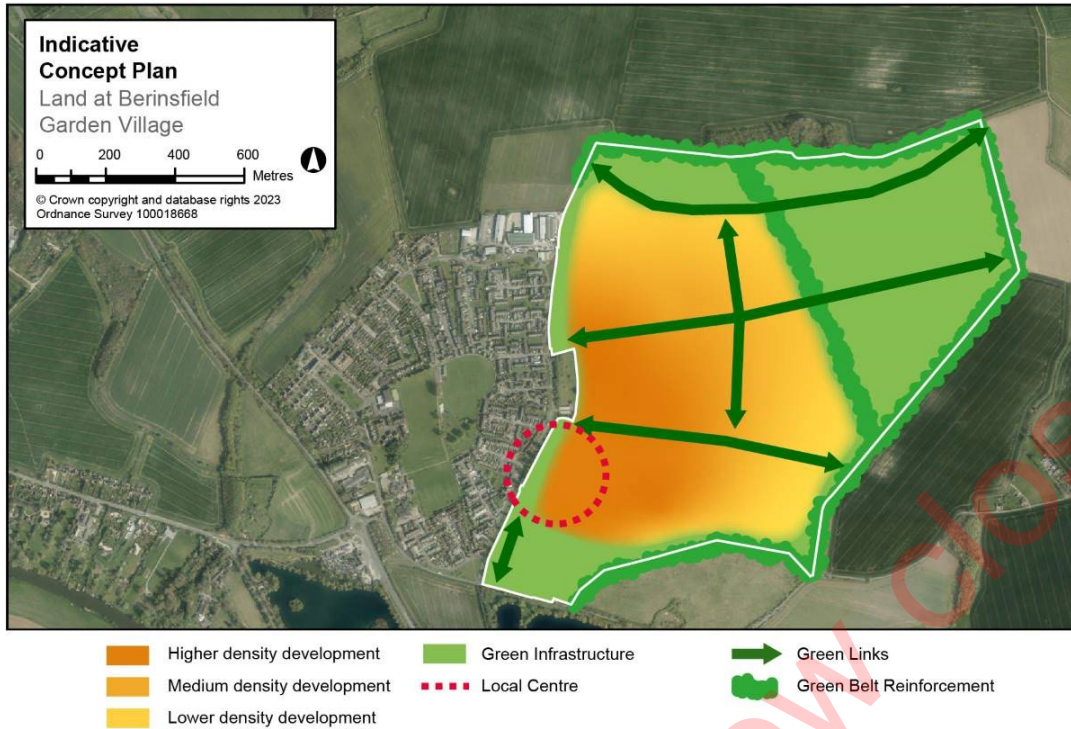 Indicative
Concept Plan
Land at Berinsfield
Garden Village
0 200 400 600
Metres
© Crown copyright and database rights 2023
Ordnance Survey 100018668
Higher density development
Medium density development
Lower density development
Green Infrastructure
Local Centre
Green Links
Green Belt Reinforcement